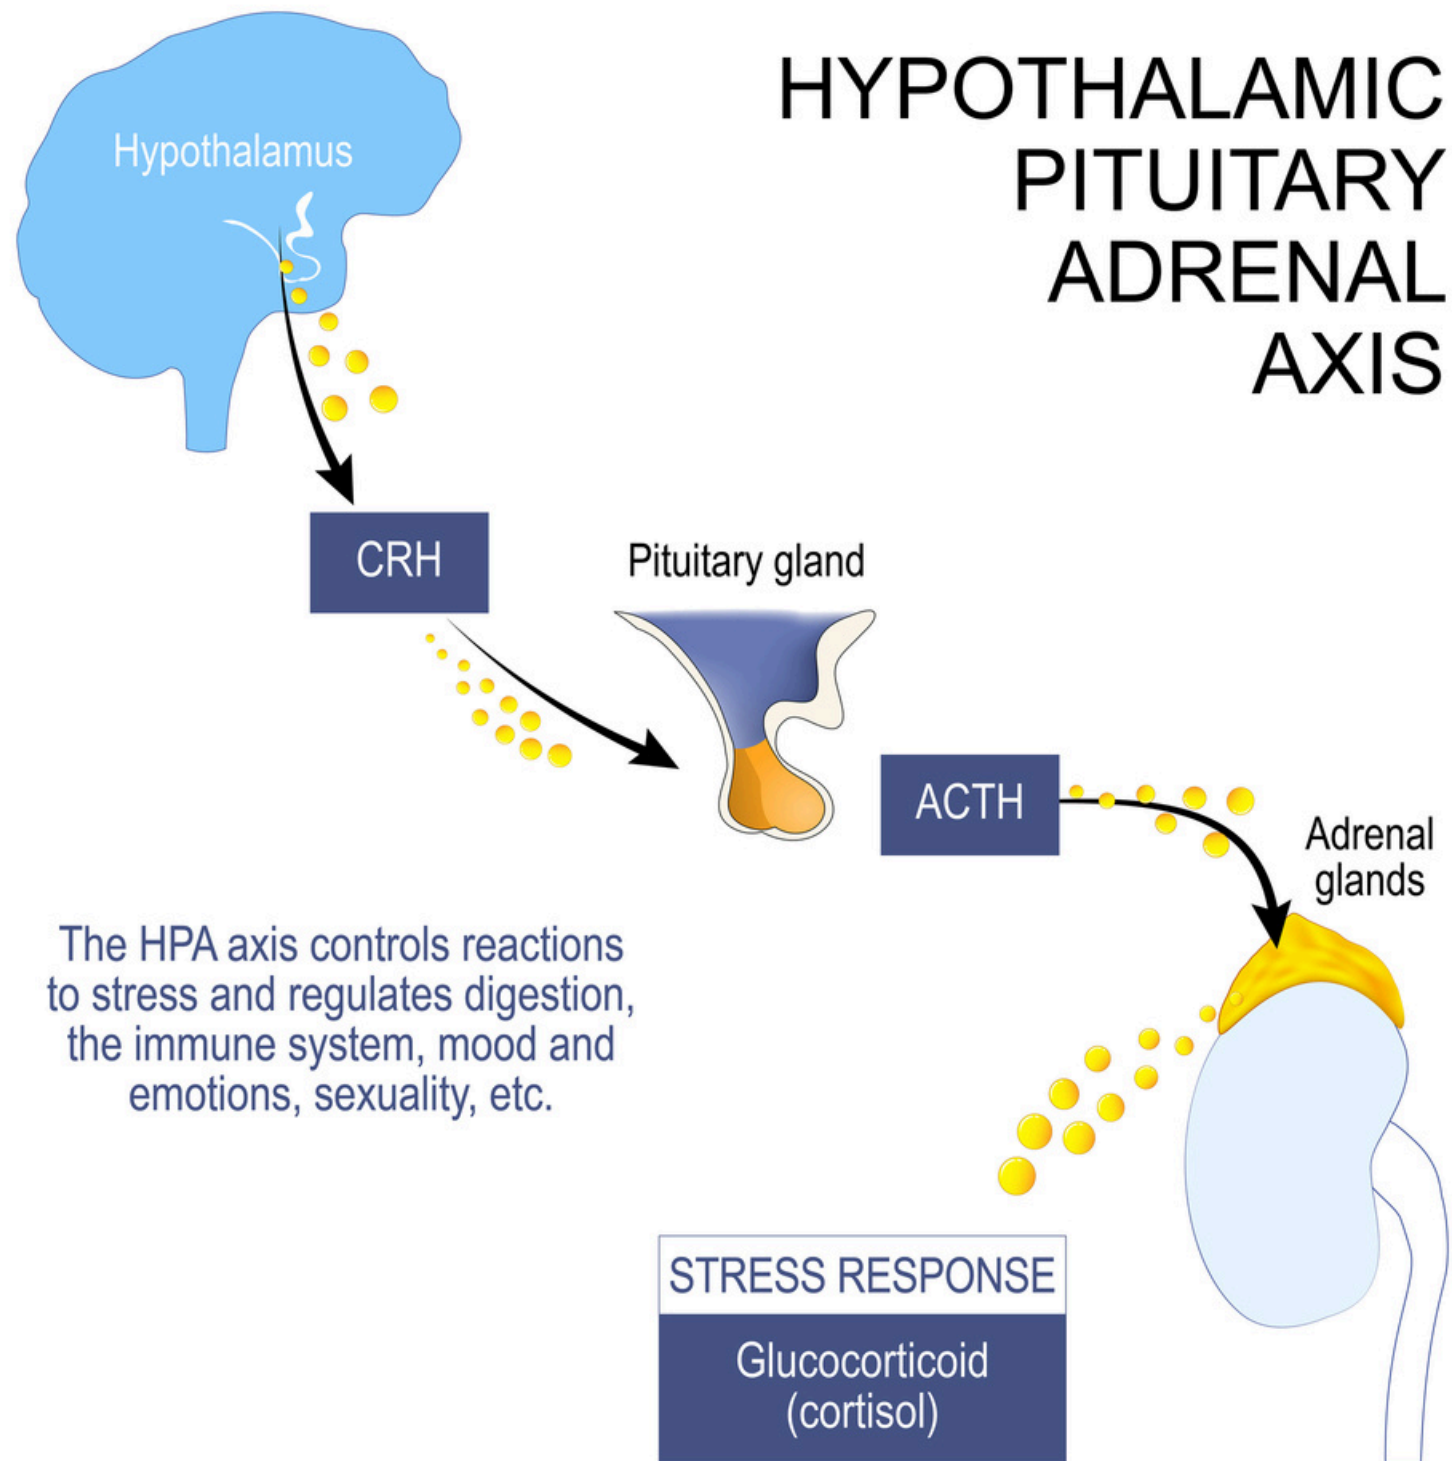 HYPOTHALAMIC
PITUITARY
ADRENAL
AXIS
Hypothalamus
CRH
Pituitary gland
ACTH
Adrenal
glands
The HPA axis controls reactions
to stress and regulates digestion,
the immune system, mood and
emotions, sexuality, etc.
STRESS RESPONSE
Glucocorticoid
(cortisol)